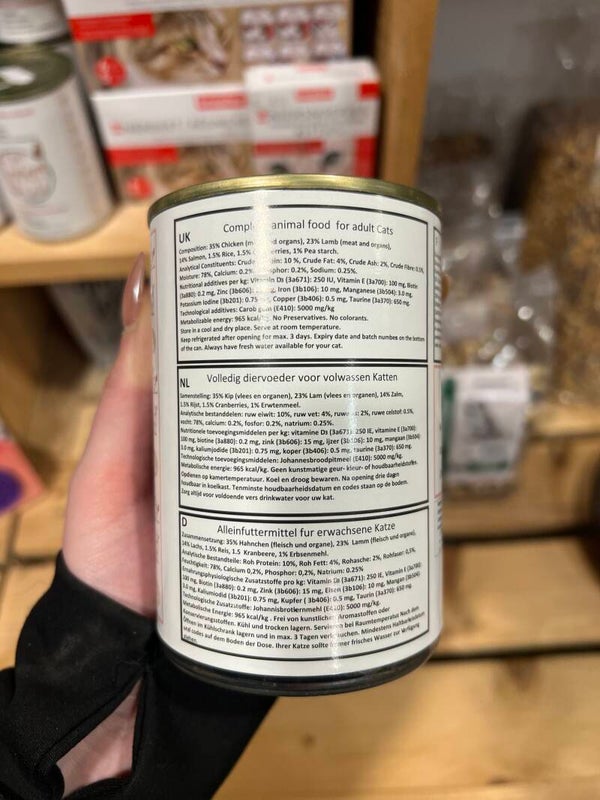 UK
Complete animal food for adult Cats
Composition: 35% Chicken (meat and organs), 23% Lamb (meat and organs),
14% Salmon, 1.5% Rice, 1.5% Cranberries, 1% Pea starch.
Analytical Constituents: Crude Protein: 10 %, Crude Fat: 4%, Crude Ash: 2%, Crude Fibre: 0.5%,
Moisture: 78%, Calcium: 0.2%, Phosphor: 0.2%, Sodium: 0.25%.
Nutritional additives per kg: Vitamin D3 (3a671): 250 IU, Vitamin E (3a700): 100 mg, Biotin
(3a880): 0.2 mg, Zinc (3b606): 15 mg, Iron (3b106): 10 mg, Manganese (3b504): 3.0 mg,
Potassium Iodine (3b201): 0.75 mg, Copper (3b406): 0.5 mg, Taurine (3a370): 650 mg.
Technological additives: Carob gum (E410): 5000 mg/kg
Metabolizable energy: 965 kcal/kg. No Preservatives. No colorants.
Store in a cool and dry place. Serve at room temperature.
Keep refrigerated after opening for max. 3 days. Expiry date and batch numbes on the bottom
of the can. Always have fresh water available for your cat.
NL
Volledig diervoeder voor volwassen Katten
Samenstelling: 35% Kip (vlees en organen), 23% Lam (vlees en organen), 14% Zalm,
1.5% Rijst, 1.5% Cranberries, 1% Erwtenmeel.
Analytische bestanddelen: ruw eiwit: 10%, ruw vet: 4%, ruwe as: 2%, ruwe celstof: 0.5%,
vocht: 78%, calcium: 0.2%, fosfor: 0.2%, natrium: 0.25%.
Nutritionele toevoegingsmiddelen per kg: vitamine D3 (3a671): 250 IU, vitamine E (3a700):
100 mg, biotine (3a880): 0.2 mg, zink (3b606): 15 mg, ijzer (3b106): 10 mg, mangaan (3b504):
3.0 mg, kaliumjodide (3b201): 0.75 mg, koper (3b406): 0.5 mg, taurine (3a370): 650 mg.
Technologische toevoegingsmiddelen: Johannesbroodpitmeel (E410): 5000 mg/kg.
Metabolische energie: 965 kcal/kg. Geen kunstmatige geur- kleur- of houdbaarheidstoffen.
Opdienen op kamertemperatuur. Koel en droog bewaren. Na opening drie dagen
houdbaar in koelkast. Tenminste houdbaarheidsdatum en codes staan op de bodem.
Zorg altijd voor voldoende vers drinkwater voor uw kat.
D
Alleinfuttermittel fur erwachsene Katze
Zusammensetzung: 35% Hahnchen (fleisch und organe), 23% Lamm (fleisch und organe),
14% Lachs, 1.5% Reis, 1.5 Kranbeere, 1% Erbsenmehl.
Analytische Bestandteile: Roh Protein: 10%, Roh Fett: 4%, Rohasche: 2%, Rohfaser: 0.5%,
Feuchtigkeit: 78%, Calcium 0,2%, Phosphor: 0,2%, Natrium: 0.25%
Ernahrungsphysiologische Zusatzstoffe pro kg: Vitamin D3 (3a671): 250 IE, Vitamin E (3a700):
100 mg, Biotin (3a880): 0.2 mg, Zink (3b606): 15 mg, Eisen (3b106): 10 mg, Mangan (3b504):
3.0 mg, Kaliumiodid (3b201): 0.75 mg, Kupfer (3b406): 0.5 mg, Taurin (3a370): 650 mg.
Technologische Zusatzstoffe: Johannisbrotlernmehl (E410): 5000 mg/kg.
Metabolische Energie: 965 kcal/kg. Frei von kunstlichen Aromastoffen oder
Konservierungsstoffen. Kühl und trocken lagern. Servieren bei Raumtemperatur Nach dem
Öffnen im Kühlschrank lagern und in max. 3 Tagen verbrauchen. Mindestens Haltbarkeitsdatum
und codes auf dem Boden der Dose. Ihrer Katze sollte immer frisches Wasser zur Verfügung